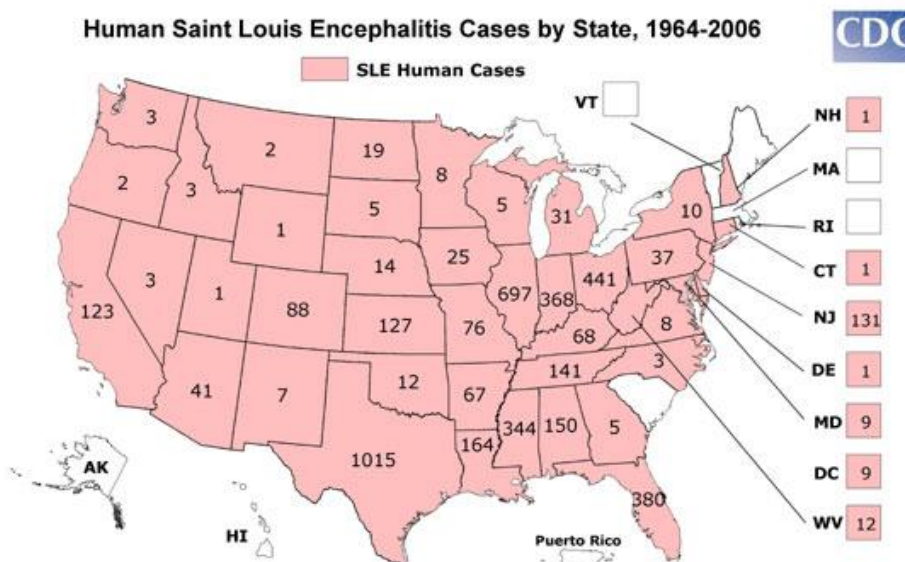 Human Saint Louis Encephalitis Cases by State, 1964-2006
CDC
SLE Human Cases
VT
NH 1
MA
RI
CT 1
NJ 131
DE 1
MD 9
DC 9
WV 12
3
2
19
8
2
3
5
5
31
10
1
14
25
37
123
3
1
88
127
76
697
368
441
68
8
41
7
12
67
141
3
1015
164
344
150
5
380
AK
HI
Puerto Rico